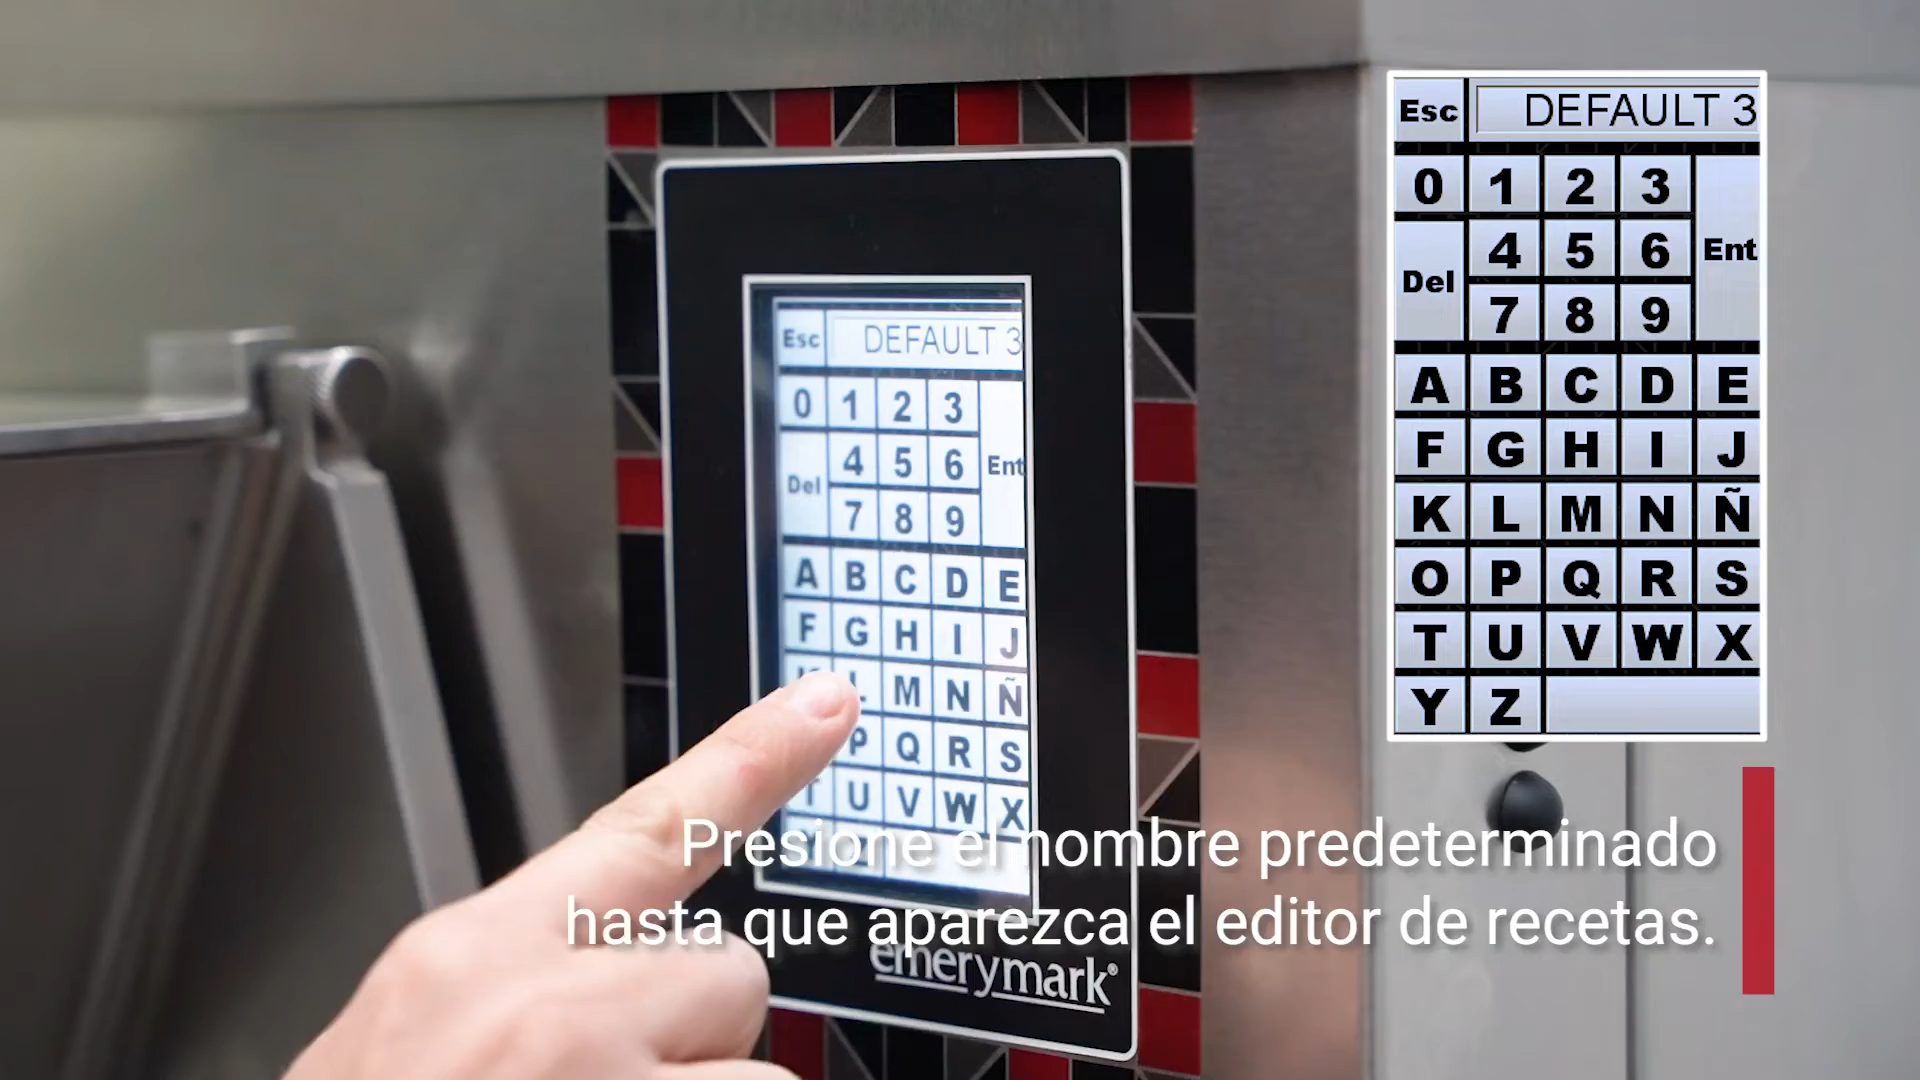 Esc DEFAULT 3
0 1 2 3
Del 4 5 6 Ent
7 8 9
A B C D E
F G H I J
L M N Ñ
P Q R S
T U V W X
emerymark®
Esc DEFAULT 3
0 1 2 3
4 5 6 Ent
Del
7 8 9
A B C D E
F G H I J
K L M N Ñ
O P Q R S
T U V W X
Y Z
Presione el nombre predeterminado
hasta que aparezca el editor de recetas.